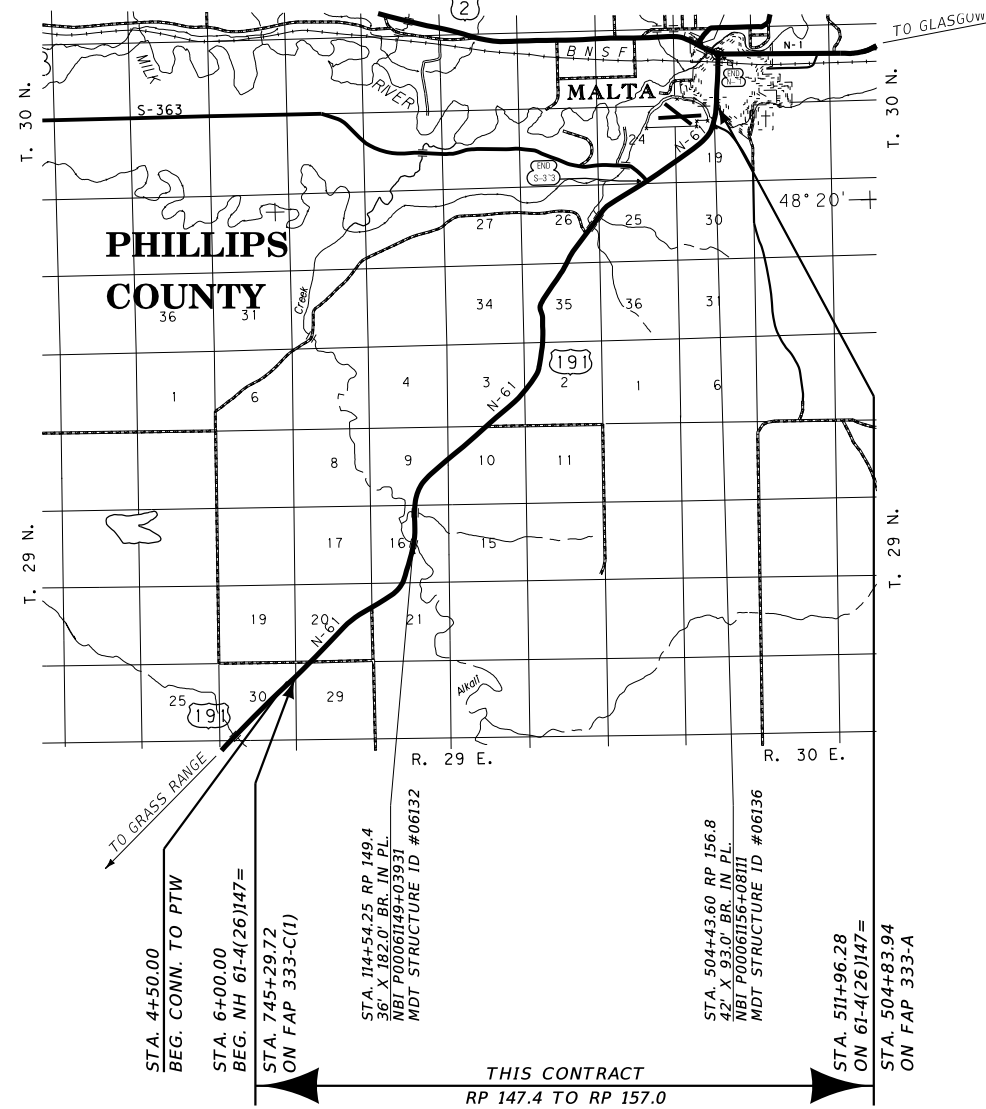 2
TO GLASGOW
N-1
BNSF
MILK
RIVER
MALTA
END
T. 30 N.
T. 30 N.
S-363
24
N-61
19
END
48° 20'
27
26
25
30
PHILLIPS
COUNTY
Creek
36
31
34
35
36
31
191
1
6
4
3
2
1
6
N-61
8
9
10
11
17
16
15
T. 29 N.
T. 29 N.
19
20
21
N-61
25
30
29
191
Alkali
R. 29 E.
R. 30 E.
TO GRASS RANGE
STA. 4+50.00
BEG. CONN. TO PTW
STA. 6+00.00
BEG. NH 61-4(26)147=
STA. 745+29.72
ON FAP 333-C(1)
STA. 114+54.25 RP 149.4
36' X 182.0' BR. IN PL.
NBI P00061149+03931
MDT STRUCTURE ID #06132
STA. 504+43.60 RP 156.8
42' X 93.0' BR. IN PL.
NBI P00061156+08111
MDT STRUCTURE ID #06136
STA. 511+96.28
ON 61-4(26)147=
STA. 504+83.94
ON FAP 333-A
THIS CONTRACT
RP 147.4 TO RP 157.0